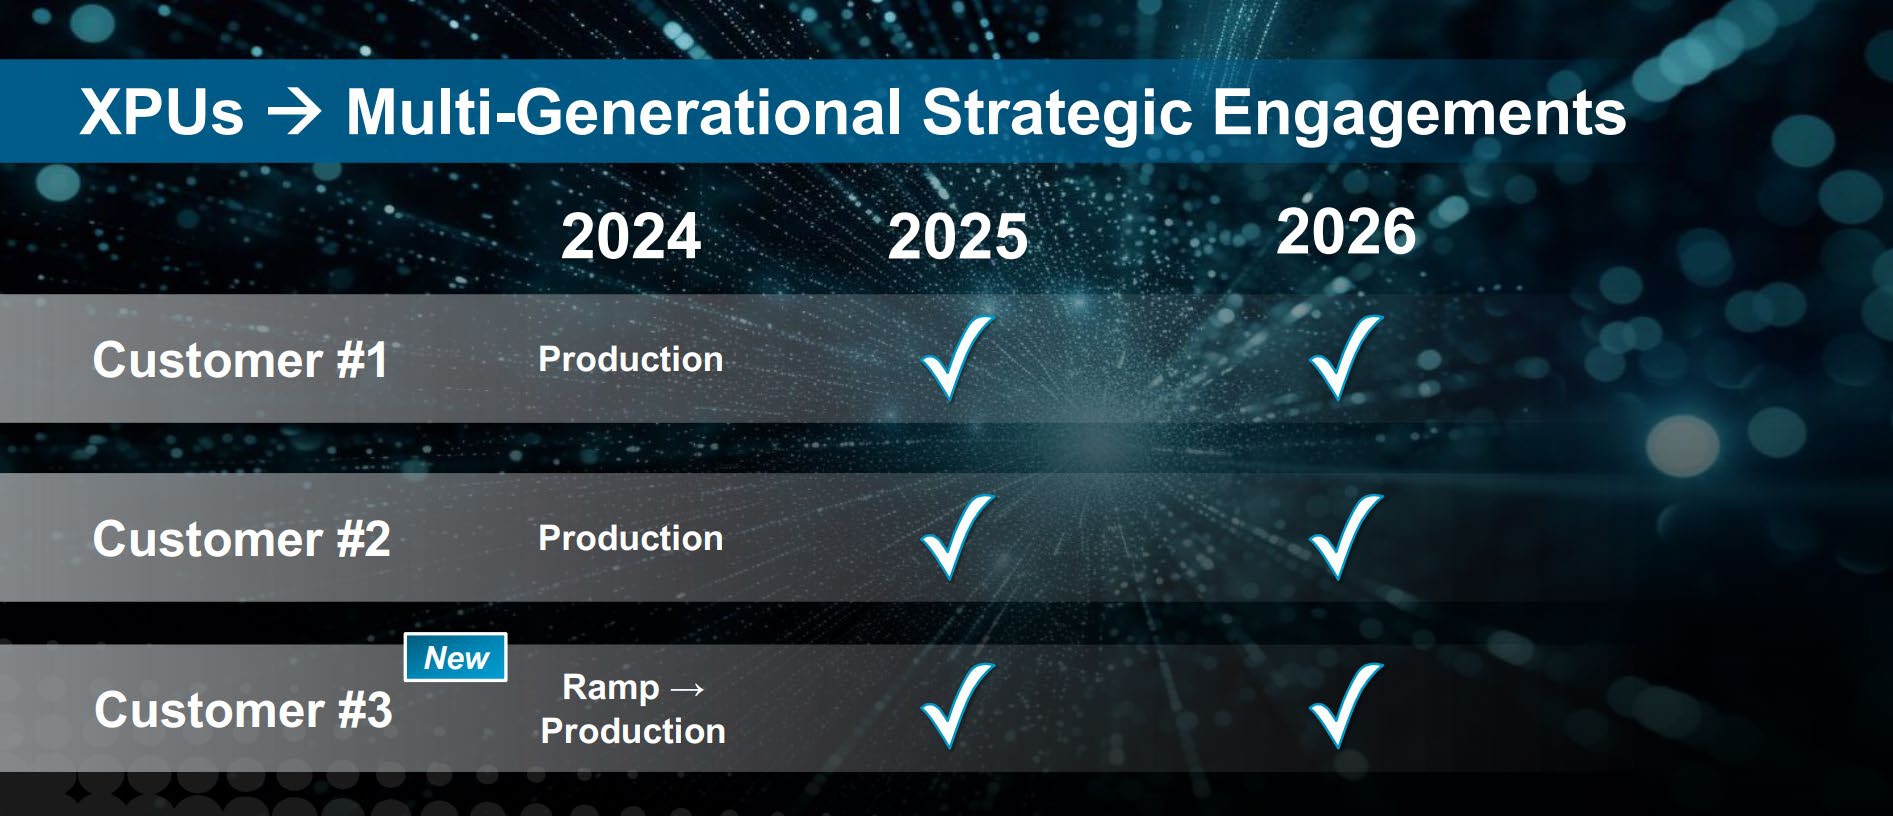 XPUs → Multi-Generational Strategic Engagements
2024 2025 2026
Customer #1 Production ✓ ✓
Customer #2 Production ✓ ✓
New
Customer #3 Ramp →
Production ✓ ✓